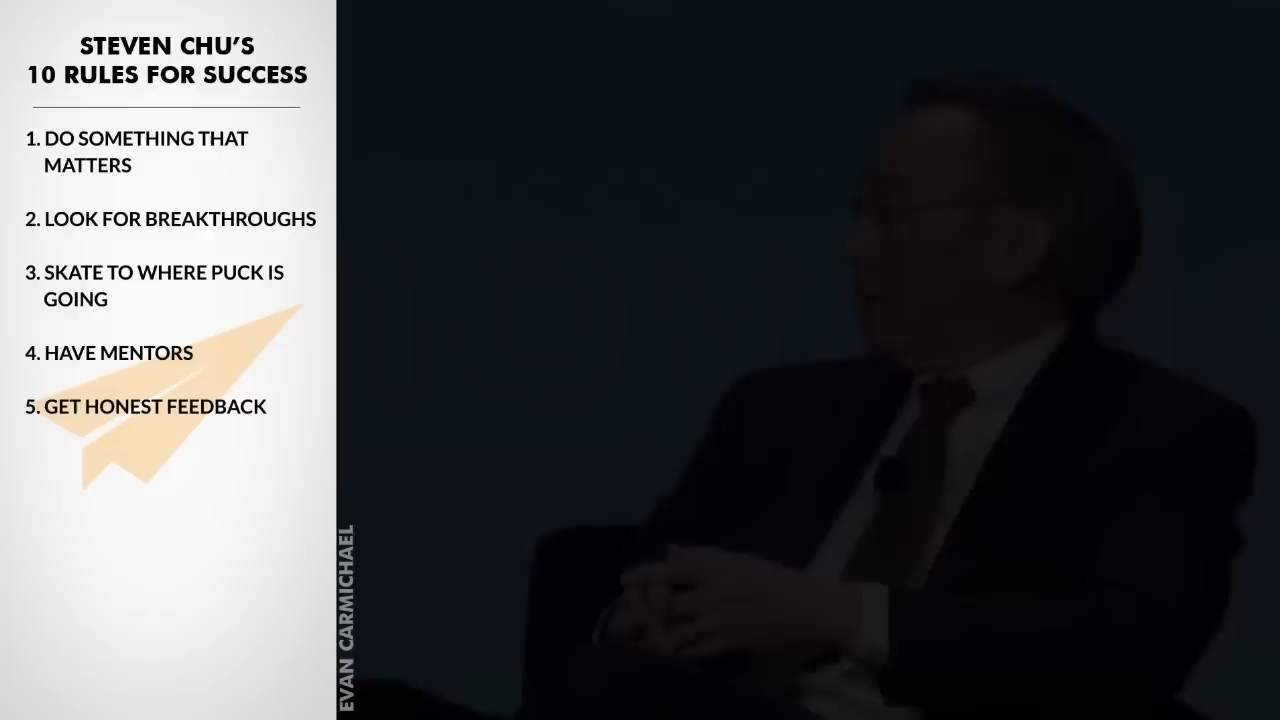 STEVEN CHU'S
10 RULES FOR SUCCESS
1. DO SOMETHING THAT
MATTERS
2. LOOK FOR BREAKTHROUGHS
3. SKATE TO WHERE PUCK IS
GOING
4. HAVE MENTORS
5. GET HONEST FEEDBACK
EVAN CARMICHAEL